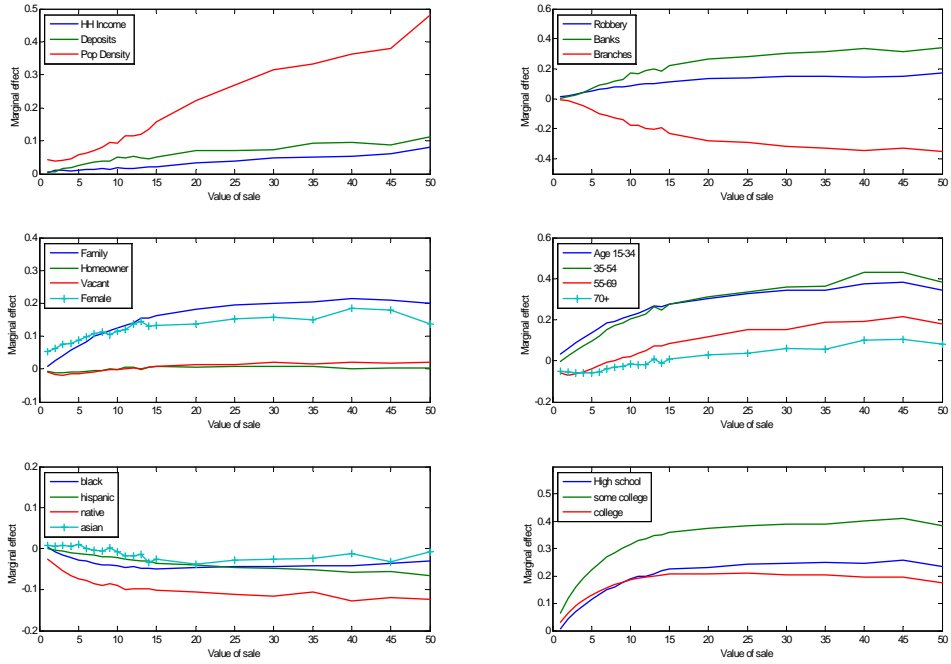 0.5
0.4
0.3
0.2
0.1
0
Marginal effect
HH Income
Deposits
Pop Density
0 5 10 15 20 25 30 35 40 45 50
Value of sale
0.6
0.4
0.2
0
-0.2
-0.4
Marginal effect
Robbery
Banks
Branches
0 5 10 15 20 25 30 35 40 45 50
Value of sale
0.4
0.3
0.2
0.1
0
-0.1
Marginal effect
Family
Homeowner
Vacant
Female
0 5 10 15 20 25 30 35 40 45 50
Value of sale
0.6
0.4
0.2
0
-0.2
Marginal effect
Age 15-34
35-54
55-69
70+
0 5 10 15 20 25 30 35 40 45 50
Value of sale
0.2
0.1
0
-0.1
-0.2
Marginal effect
black
hispanic
native
asian
0 5 10 15 20 25 30 35 40 45 50
Value of sale
0.5
0.4
0.3
0.2
0.1
0
Marginal effect
High school
some college
college
0 5 10 15 20 25 30 35 40 45 50
Value of sale